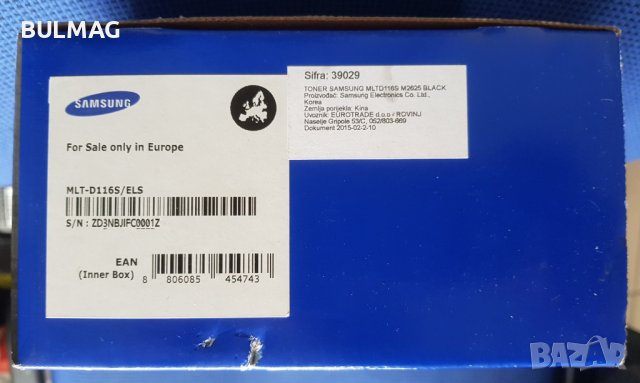 BULMAG
SAMSUNG
For Sale only in Europe
MLT-D116S/ELS
S/N : ZD3NBJIFC0001Z
EAN
(Inner Box)
8 806085 454743
Sifra: 39029
TONER SAMSUNG MLTD116S M2625 BLACK
Proizvođač: Samsung Electronics Co. Ltd.,
Korea
Zemlja porijekla: Kina
Uvoznik: EUROTRADE d.o.o - ROVINJ
Naselje Gripole 53/C, 052/803-669
Dokument 2015-02-2-10
BAZAR